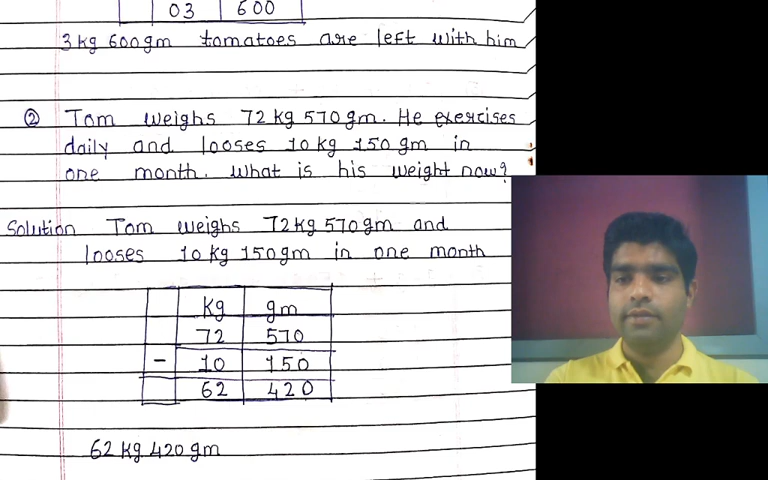 03 600
3 kg 600 gm tomatoes are left with him
② Tom weighs 72 kg 570 gm. He exercises
daily and looses 10 kg 150 gm in
one month. What is his weight now?
Solution Tom weighs 72 kg 570 gm and
looses 10 kg 150 gm in one month
Kg gm
72 570
- 10 150
62 420
62 kg 420 gm